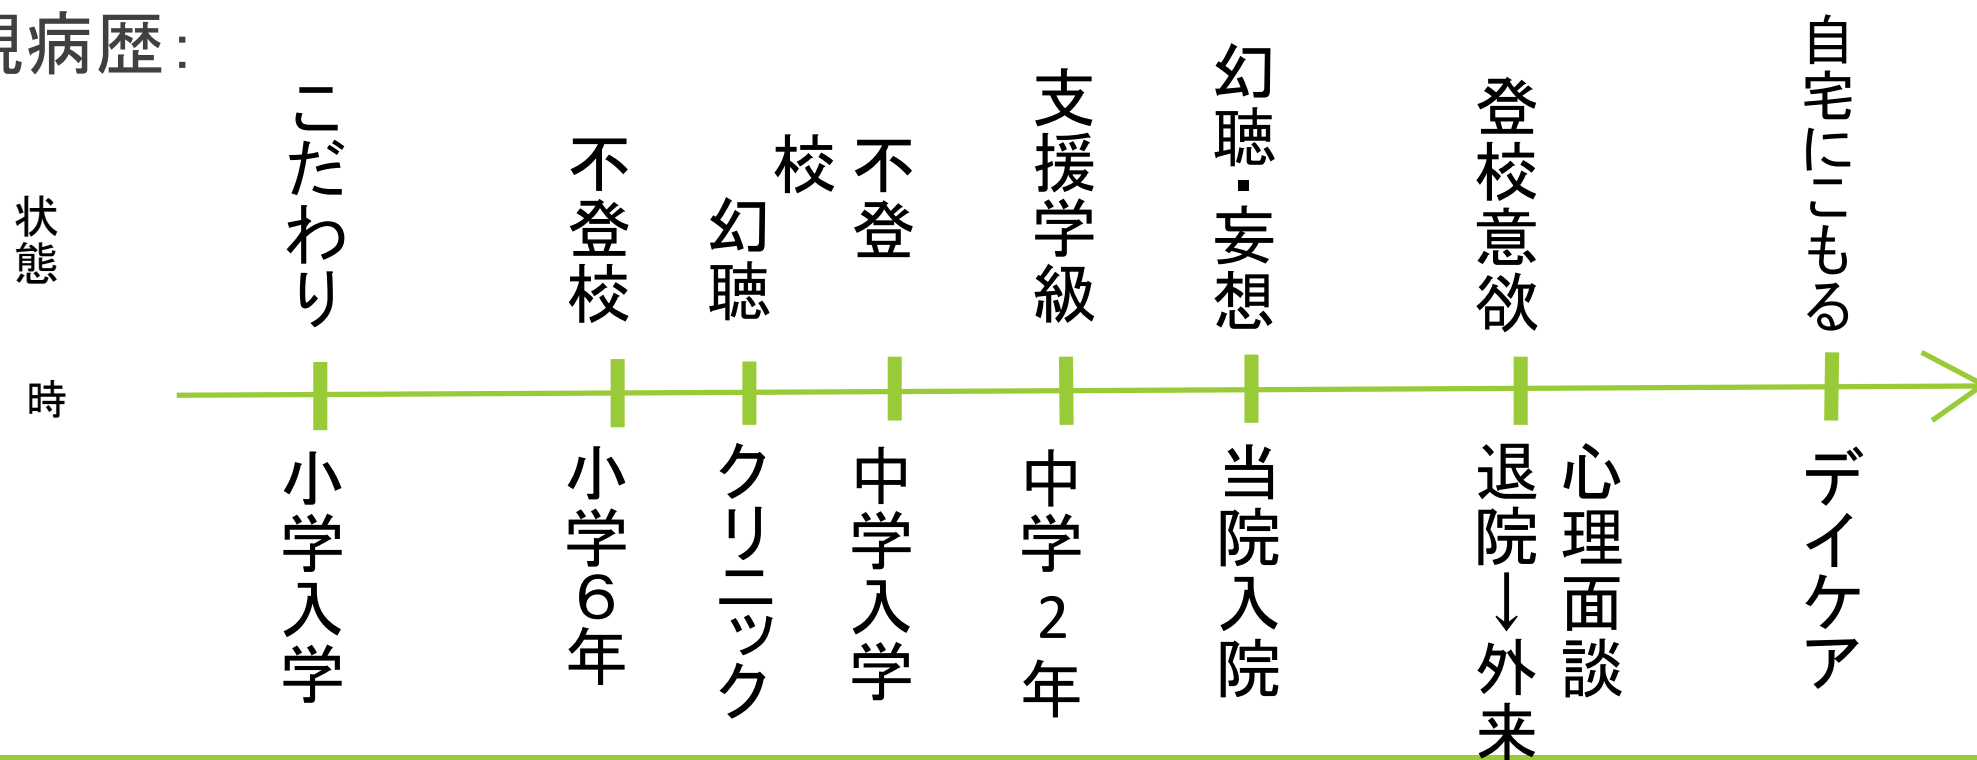 現病歴：
状態
こだわり
不登校
幻聴
不登
校
支援学級
幻聴・妄想
登校意欲
自宅にこもる
時
小学入学
小学６年
クリニック
中学入学
中学２年
当院入院
退院→外来
心理面談
デイケア